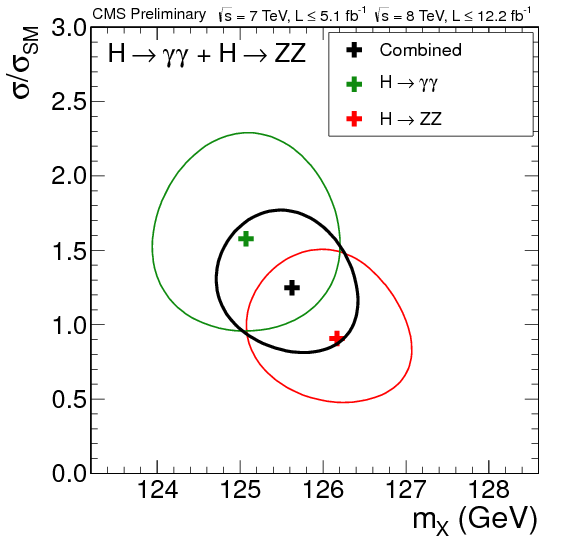 CMS Preliminary √s = 7 TeV, L ≤ 5.1 fb⁻¹ √s = 8 TeV, L ≤ 12.2 fb⁻¹
H → γγ + H → ZZ
Combined
H → γγ
H → ZZ
σ/σSM
3.0
2.5
2.0
1.5
1.0
0.5
0.0
124 125 126 127 128
mX (GeV)